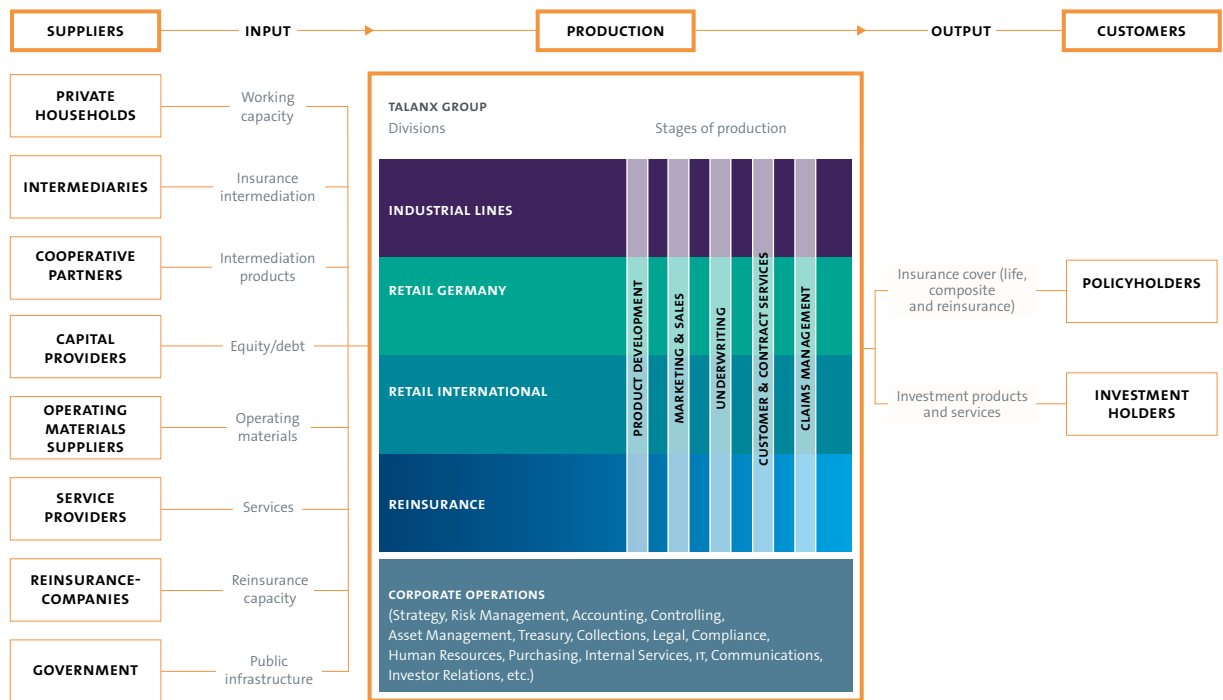 SUPPLIERS
INPUT
PRODUCTION
OUTPUT
CUSTOMERS
PRIVATE
HOUSEHOLDS
Working
capacity
INTERMEDIARIES
Insurance
intermediation
COOPERATIVE
PARTNERS
Intermediation
products
CAPITAL
PROVIDERS
Equity/debt
OPERATING
MATERIALS
SUPPLIERS
Operating
materials
SERVICE
PROVIDERS
Services
REINSURANCE-
COMPANIES
Reinsurance
capacity
GOVERNMENT
Public
infrastructure
TALANX GROUP
Divisions
Stages of production
INDUSTRIAL LINES
RETAIL GERMANY
RETAIL INTERNATIONAL
REINSURANCE
PRODUCT DEVELOPMENT
MARKETING & SALES
UNDERWRITING
CUSTOMER & CONTRACT SERVICES
CLAIMS MANAGEMENT
CORPORATE OPERATIONS
(Strategy, Risk Management, Accounting, Controlling,
Asset Management, Treasury, Collections, Legal, Compliance,
Human Resources, Purchasing, Internal Services, IT, Communications,
Investor Relations, etc.)
Insurance cover (life,
composite
and reinsurance)
POLICYHOLDERS
Investment products
and services
INVESTMENT
HOLDERS